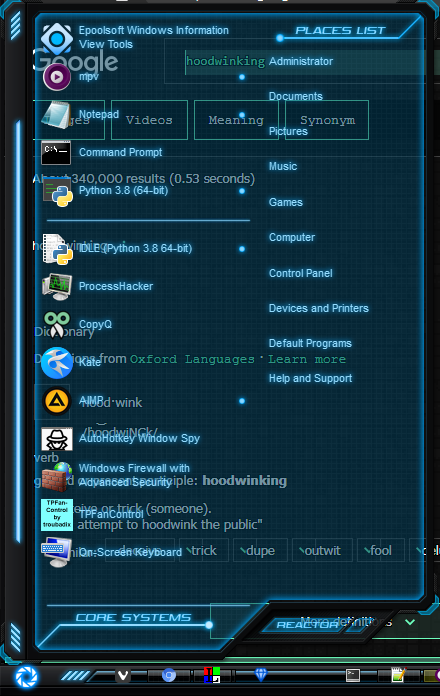 Epoolsoft Windows Information
View Tools
PLACES LIST
Google
mpv
hoodwinking
Administrator
Notepad
Documents
Videos
Meaning
Synonym
Pictures
Command Prompt
Music
About 340,000 results (0.53 seconds)
Python 3.8 (64-bit)
Games
Computer
IDLE (Python 3.8 64-bit)
Control Panel
ProcessHacker
Devices and Printers
CopyQ
Dictionary
Default Programs
Definitions from Oxford Languages · Learn more
Kate
Help and Support
AIMP
hood·wink
/ˈho͝odˌwiNGk/
AutoHotkey Window Spy
verb
Windows Firewall with
Advanced Security
participle: hoodwinking
TPFan-
Control
by
troubadix
TPFanControl
deceive or trick (someone).
attempt to hoodwink the public"
On-Screen Keyboard
trick
dupe
outwit
fool
CORE SYSTEMS
REACTOR
More definitions